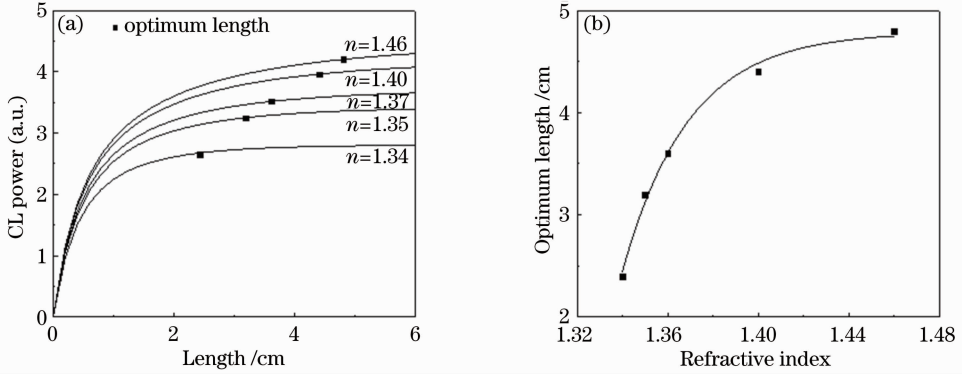 (a)
■ optimum length
n=1.46
n=1.40
n=1.37
n=1.35
n=1.34
5
4
3
2
1
0
CL power (a.u.)
0 2 4 6
Length /cm
(b)
5
4
3
2
Optimum length /cm
1.32 1.36 1.40 1.44 1.48
Refractive index